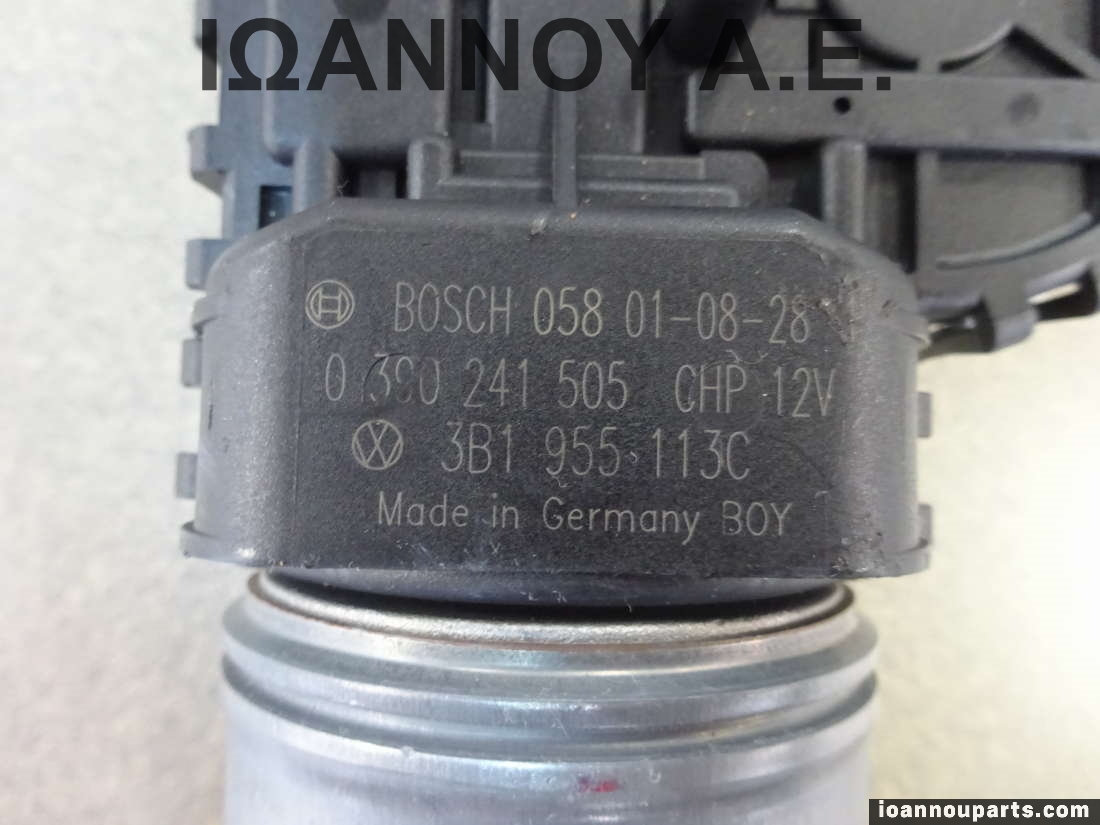 ΙΩΑΝΝΟΥ Α.Ε.
BOSCH 058 01-08-28
0 390 241 505 CHP 12V
3B1 955 113C
Made in Germany BOY
ioannouparts.com